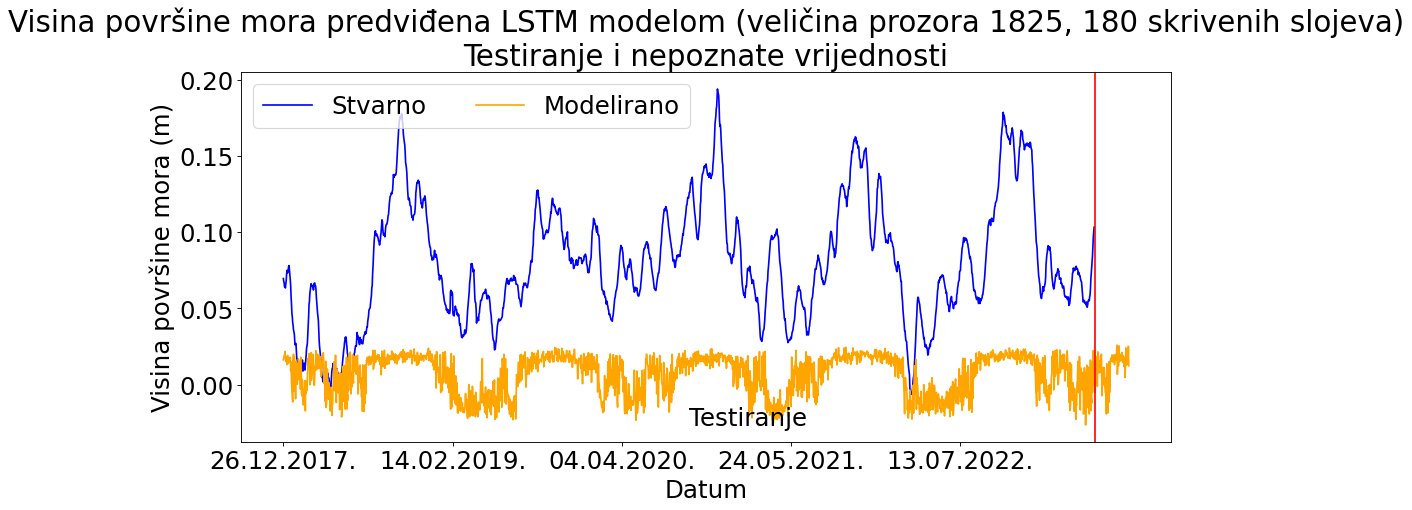 Visina površine mora predviđena LSTM modelom (veličina prozora 1825, 180 skrivenih slojeva)
Testiranje i nepoznate vrijednosti
Stvarno
Modelirano
Visina površine mora (m)
0.20
0.15
0.10
0.05
0.00
Testiranje
26.12.2017.
14.02.2019.
04.04.2020.
24.05.2021.
13.07.2022.
Datum